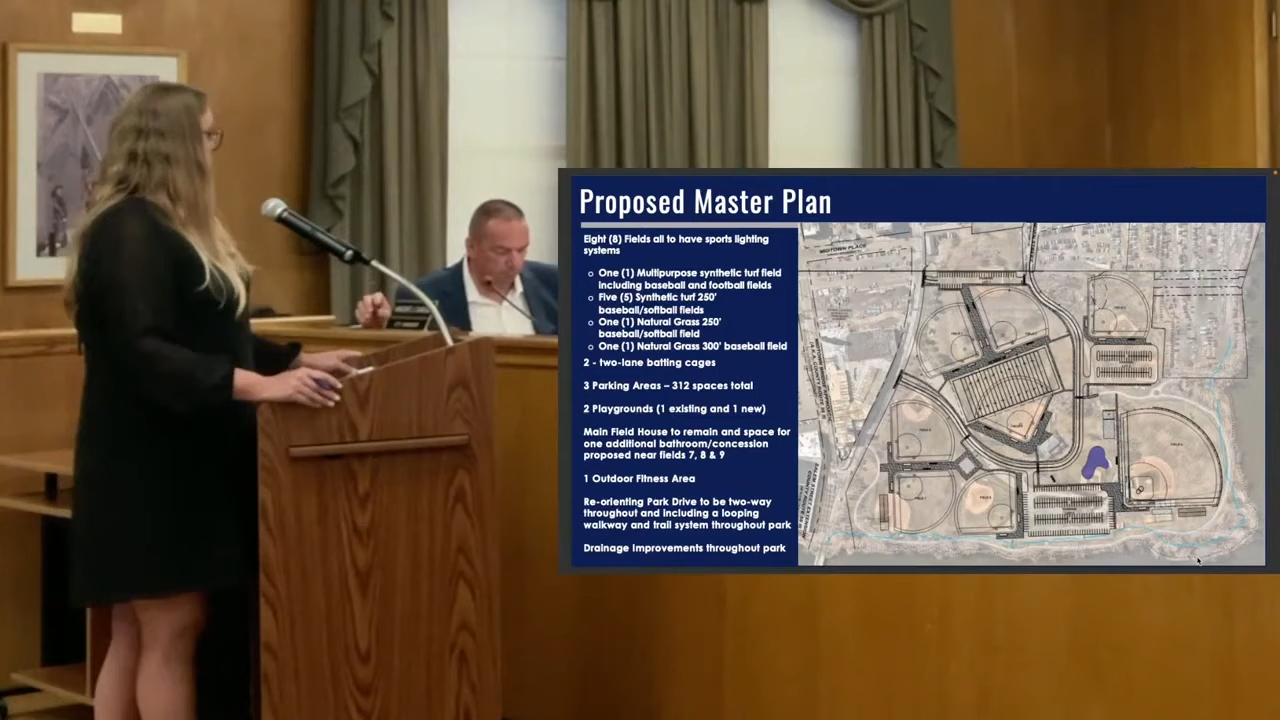 Proposed Master Plan
Eight (8) Fields all to have sports lighting
systems
One (1) Multipurpose synthetic turf field
including baseball and football fields
Five (5) Synthetic turf 250'
baseball/softball fields
One (1) Natural Grass 250'
baseball/softball field
One (1) Natural Grass 300' baseball field
2 - two-lane batting cages
3 Parking Areas – 312 spaces total
2 Playgrounds (1 existing and 1 new)
Main Field House to remain and space for
one additional bathroom/concession
proposed near fields 7, 8 & 9
1 Outdoor Fitness Area
Re-orienting Park Drive to be two-way
throughout and including a looping
walkway and trail system throughout park
Drainage Improvements throughout park
MIDTOWN PLACE